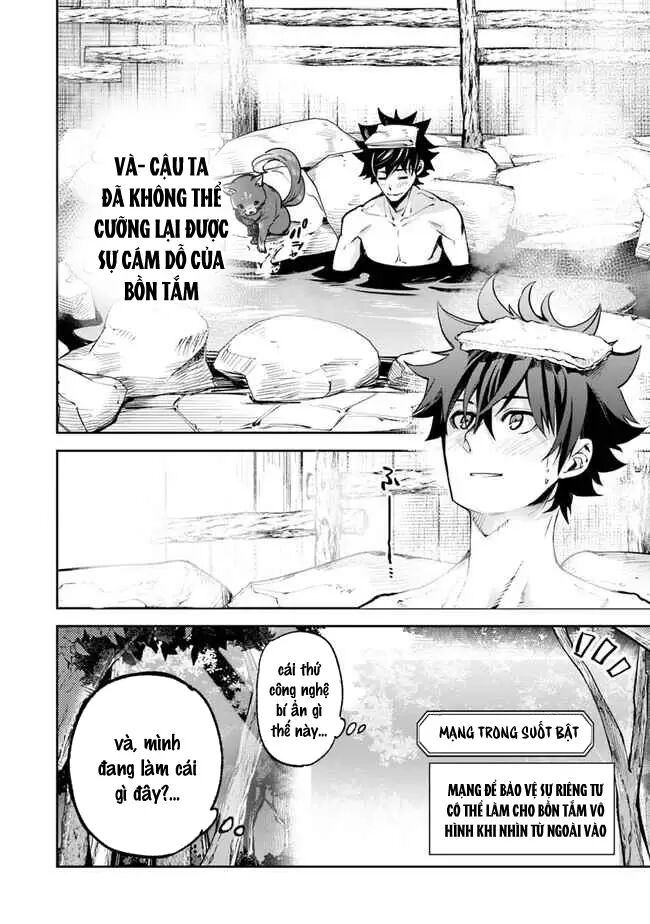 VÀ- CẬU TA
ĐÃ KHÔNG THỂ
CƯỠNG LẠI ĐƯỢC
SỰ CÁM DỖ CỦA
BỒN TẮM
ふぅ...
cái thứ
công nghệ
bí ẩn gì
thế này...
MẠNG TRONG SUỐT BẬT
MẠNG ĐỂ BẢO VỆ SỰ RIÊNG TƯ
CÓ THỂ LÀM CHO BỒN TẮM VÔ
HÌNH KHI NHÌN TỪ NGOÀI VÀO
và, mình
đang làm cái
gì đây?...